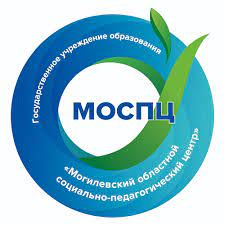 Государственное учреждение образования
МОСПЦ
«Могилевский областной
социально-педагогический центр»